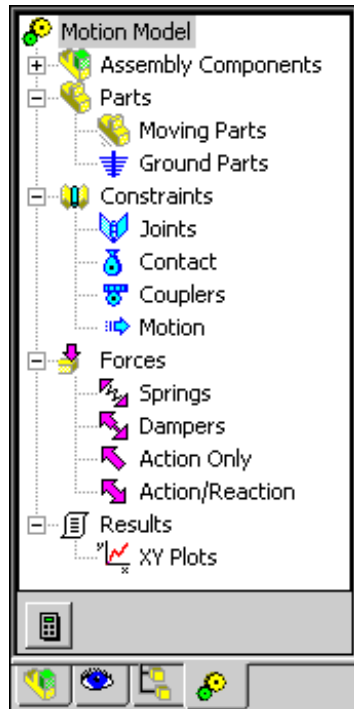 Motion Model
Assembly Components
Parts
Moving Parts
Ground Parts
Constraints
Joints
Contact
Couplers
Motion
Forces
Springs
Dampers
Action Only
Action/Reaction
Results
XY Plots